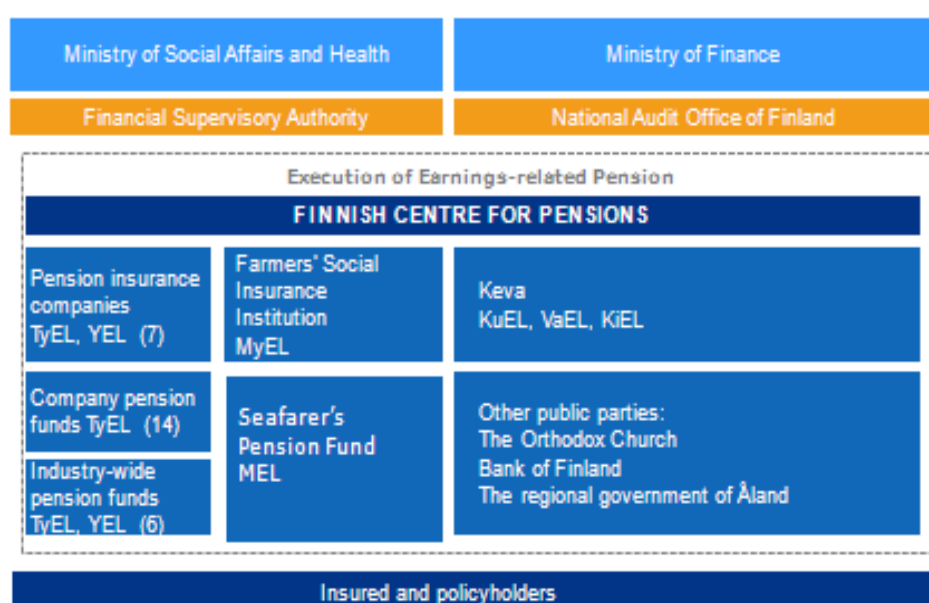 Ministry of Social Affairs and Health
Ministry of Finance
Financial Supervisory Authority
National Audit Office of Finland
Execution of Earnings-related Pension
FINNISH CENTRE FOR PENSIONS
Pension insurance
companies
TyEL, YEL (7)
Farmers' Social
Insurance
Institution
MyEL
Keva
KuEL, VaEL, KiEL
Company pension
funds TyEL (14)
Industry-wide
pension funds
TyEL, YEL (6)
Seafarer's
Pension Fund
MEL
Other public parties:
The Orthodox Church
Bank of Finland
The regional government of Åland
Insured and policyholders